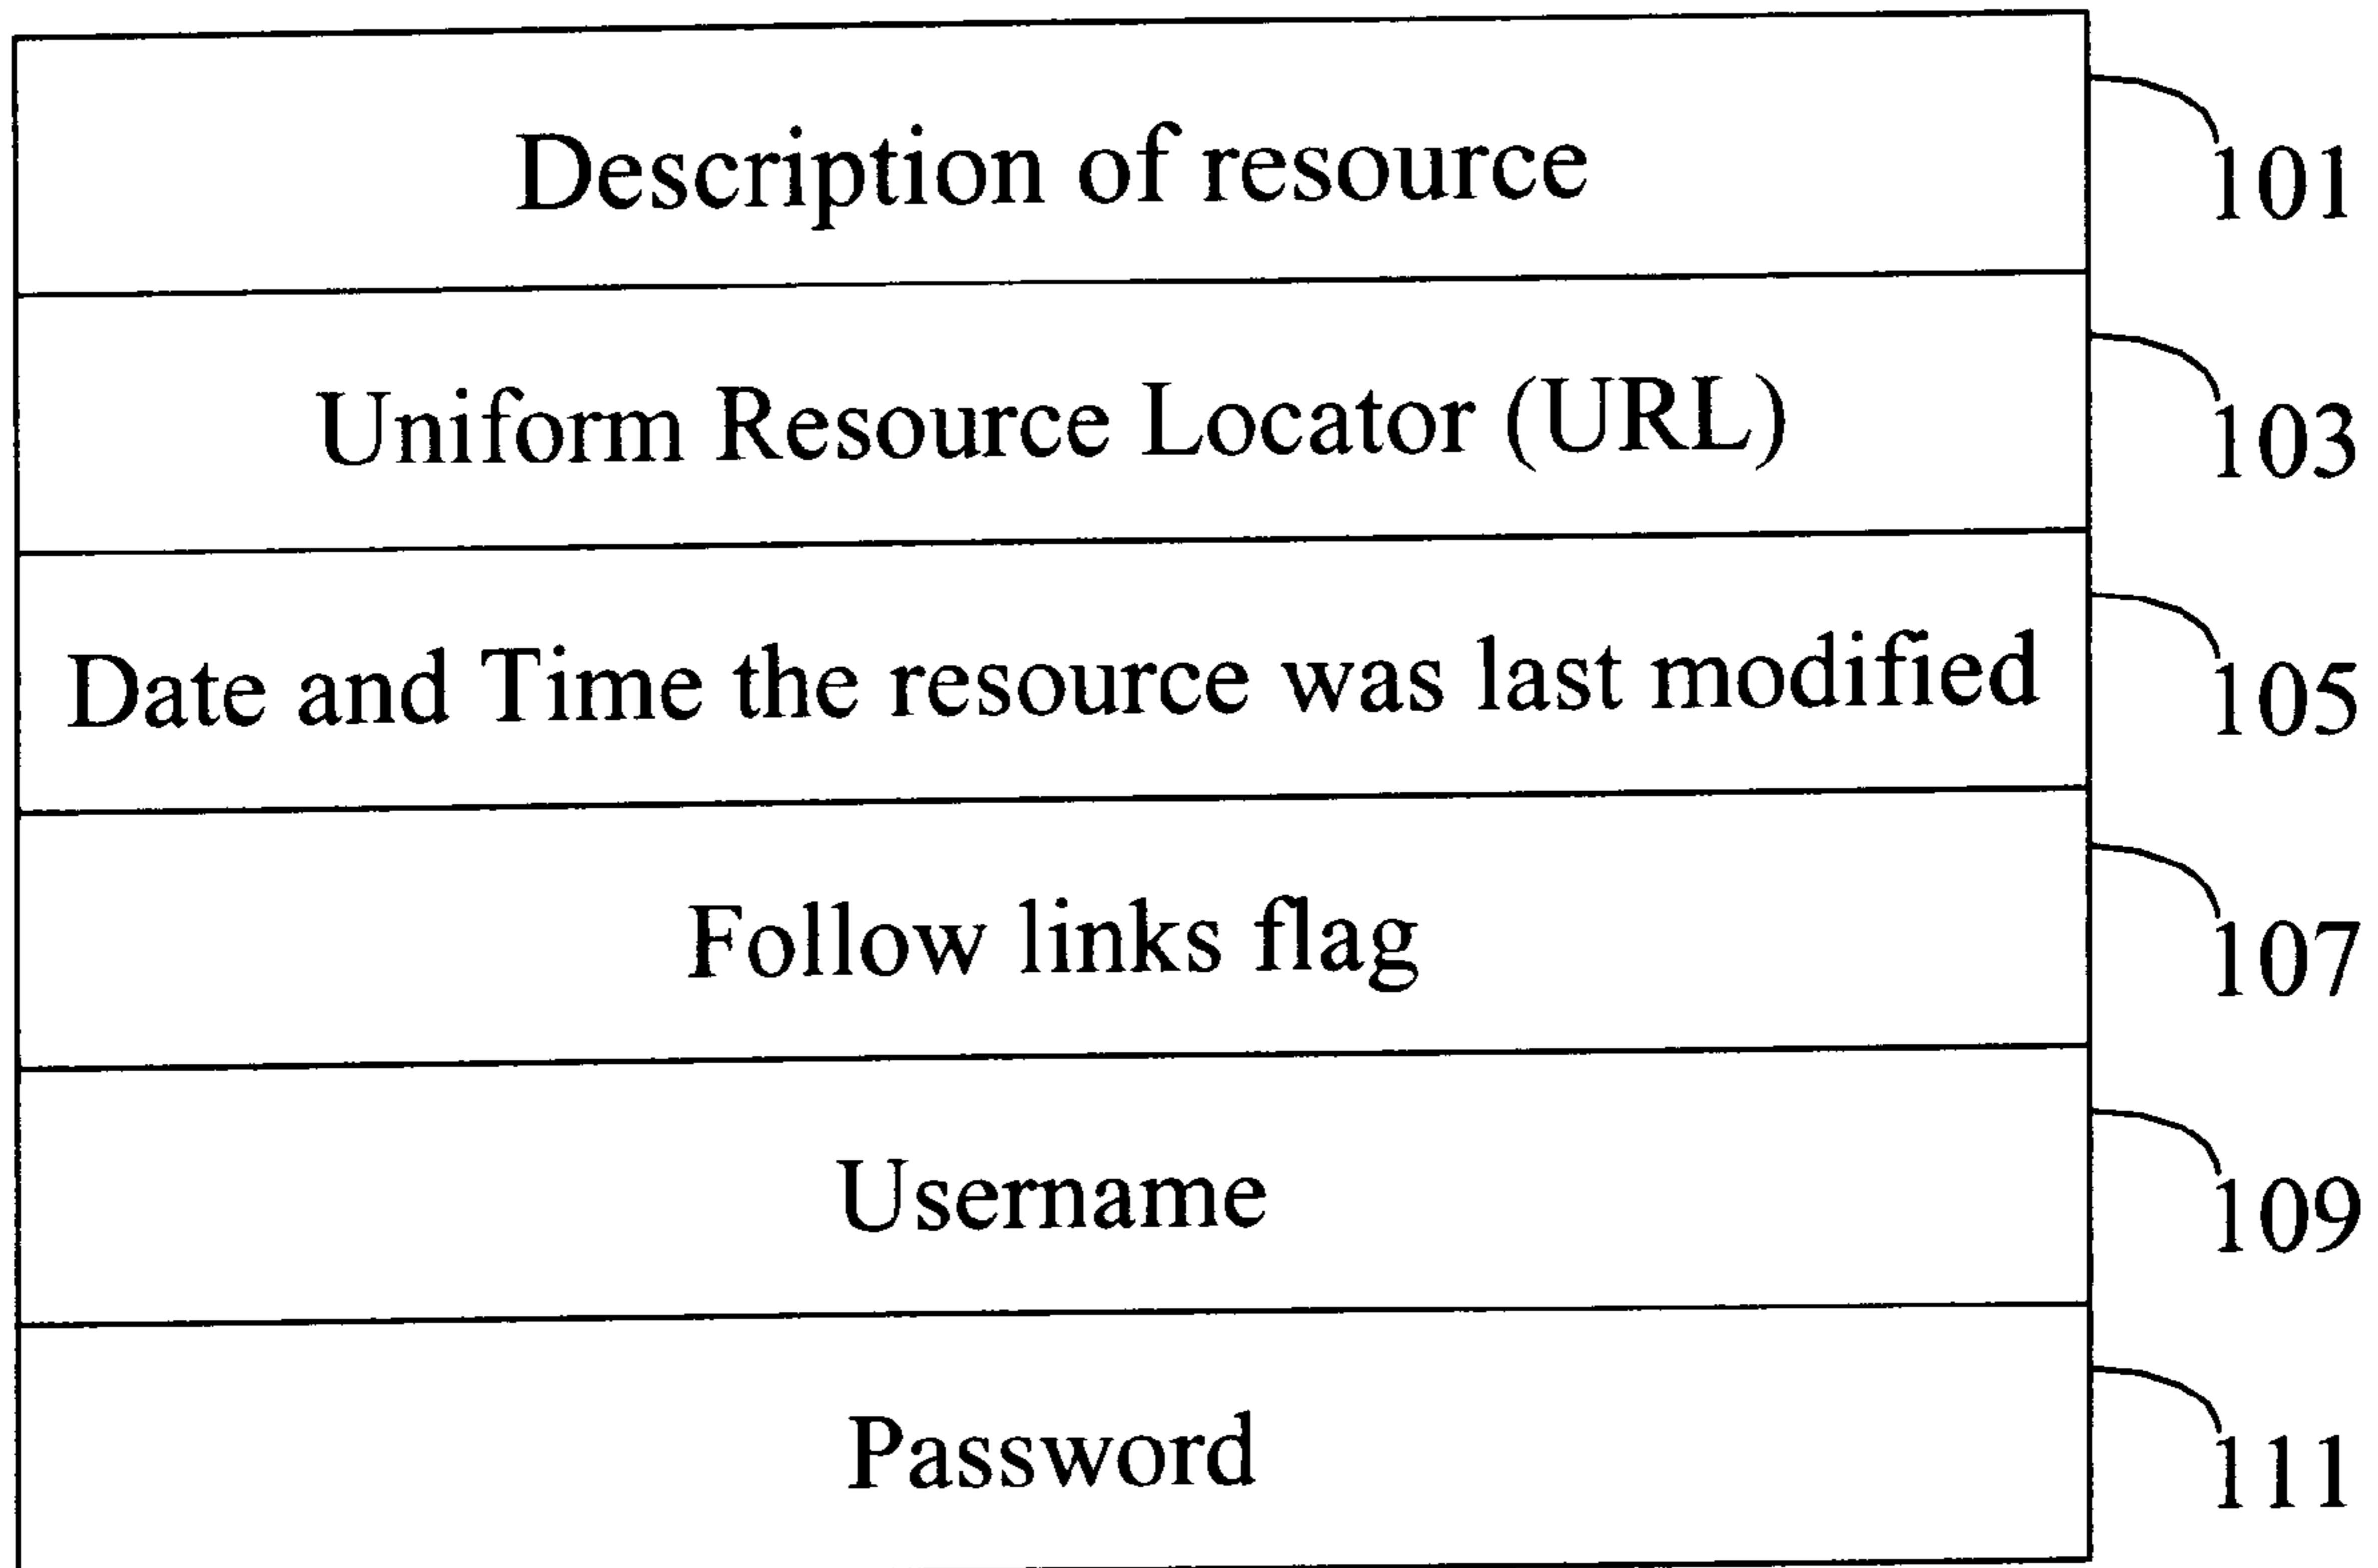 Description of resource
101
Uniform Resource Locator (URL)
103
Date and Time the resource was last modified
105
Follow links flag
107
Username
109
Password
111